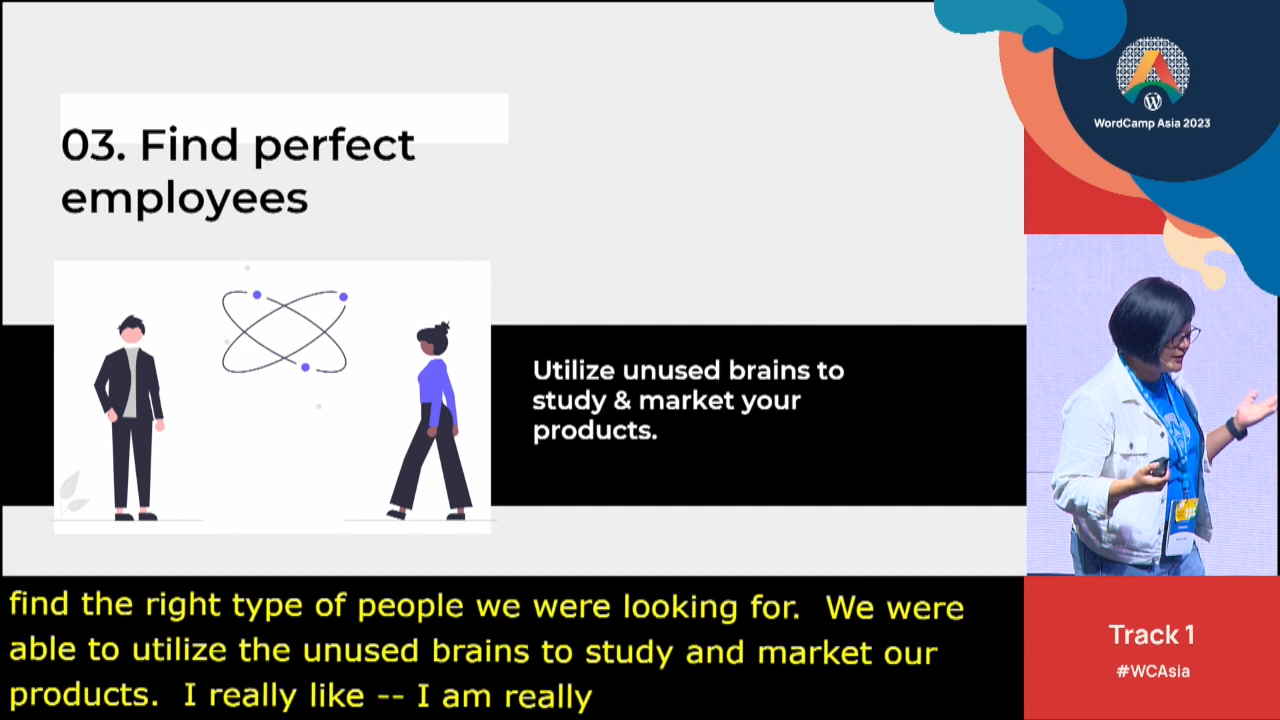 03. Find perfect
employees
Utilize unused brains to
study & market your
products.
WordCamp Asia 2023
find the right type of people we were looking for.  We were
able to utilize the unused brains to study and market our
products.  I really like -- I am really
Track 1
#WCAsia